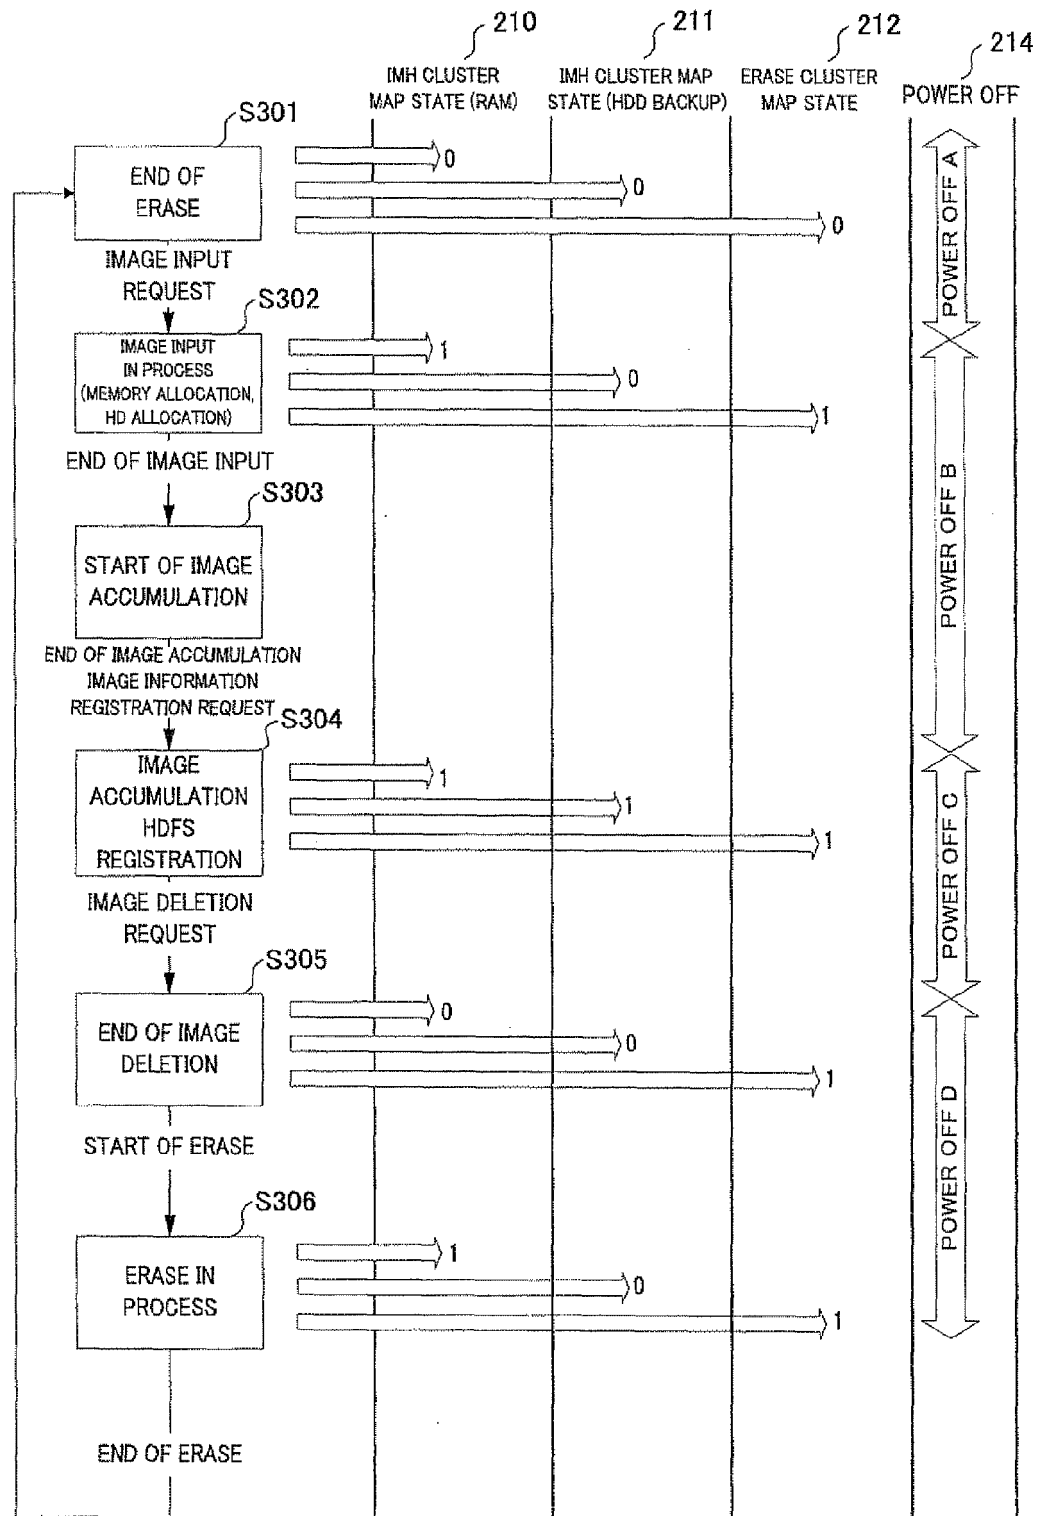 210
211
212
214
IMH CLUSTER
MAP STATE (RAM)
IMH CLUSTER MAP
STATE (HDD BACKUP)
ERASE CLUSTER
MAP STATE
POWER OFF
S301
END OF
ERASE
0
0
0
POWER OFF A
IMAGE INPUT
REQUEST
S302
IMAGE INPUT
IN PROCESS
(MEMORY ALLOCATION,
HD ALLOCATION)
1
0
1
END OF IMAGE INPUT
POWER OFF B
S303
START OF IMAGE
ACCUMULATION
END OF IMAGE ACCUMULATION
IMAGE INFORMATION
REGISTRATION REQUEST
S304
IMAGE
ACCUMULATION
HDFS
REGISTRATION
1
1
1
POWER OFF C
IMAGE DELETION
REQUEST
S305
END OF IMAGE
DELETION
0
0
1
POWER OFF D
START OF ERASE
S306
ERASE IN
PROCESS
1
0
1
END OF ERASE